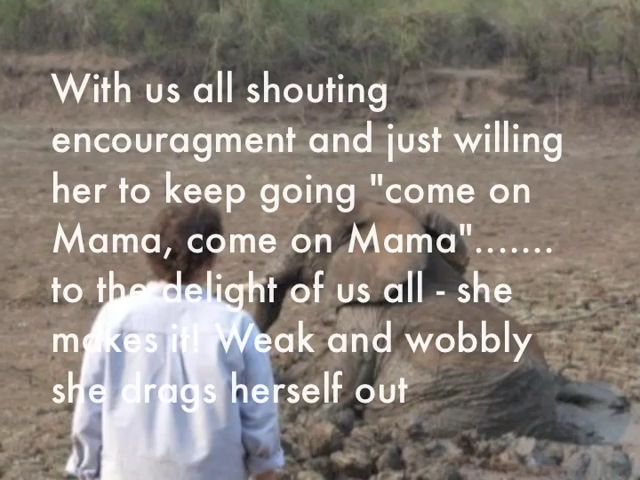 With us all shouting
encouragment and just willing
her to keep going "come on
Mama, come on Mama".......
to the delight of us all - she
makes it! Weak and wobbly
she drags herself out